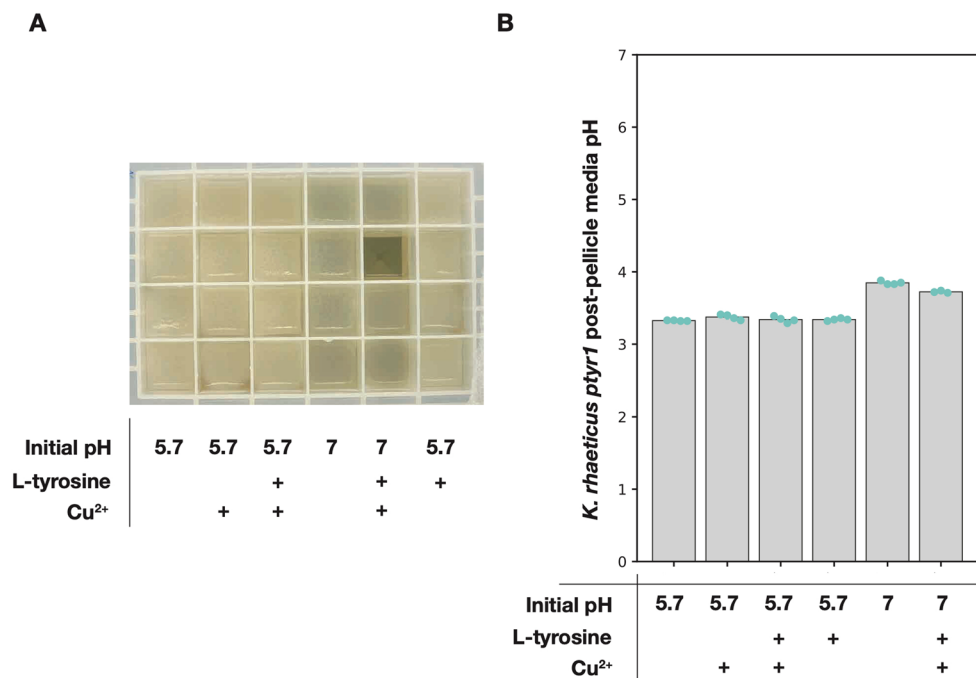 A
Initial pH 5.7 5.7 5.7 7 7 5.7
L-tyrosine + + +
Cu²⁺ + + +
B
K. rhaeticus ptyr1 post-pellicle media pH
7
6
5
4
3
2
1
0
Initial pH 5.7 5.7 5.7 5.7 7 7
L-tyrosine + + +
Cu²⁺ + + +